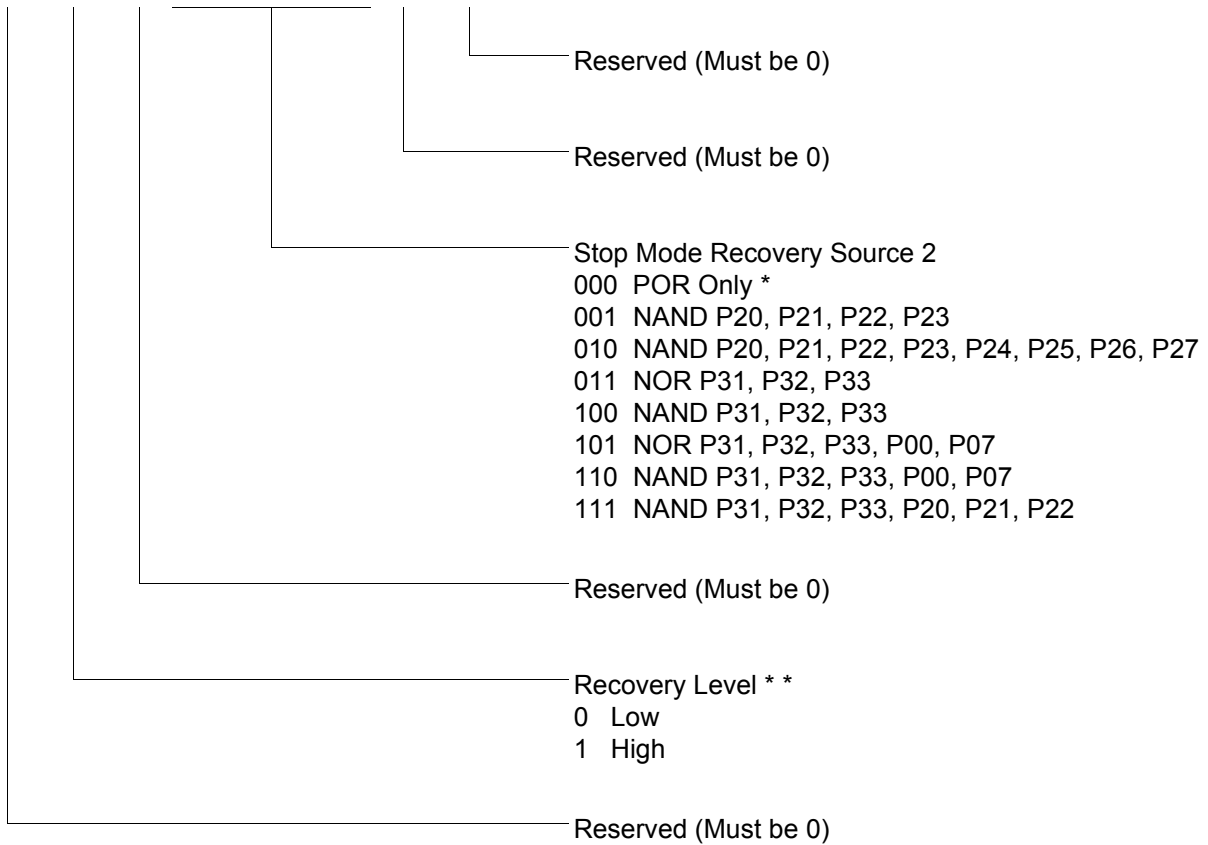 Reserved (Must be 0)
Reserved (Must be 0)
Stop Mode Recovery Source 2
000 POR Only *
001 NAND P20, P21, P22, P23
010 NAND P20, P21, P22, P23, P24, P25, P26, P27
011 NOR P31, P32, P33
100 NAND P31, P32, P33
101 NOR P31, P32, P33, P00, P07
110 NAND P31, P32, P33, P00, P07
111 NAND P31, P32, P33, P20, P21, P22
Reserved (Must be 0)
Recovery Level * *
0 Low
1 High
Reserved (Must be 0)